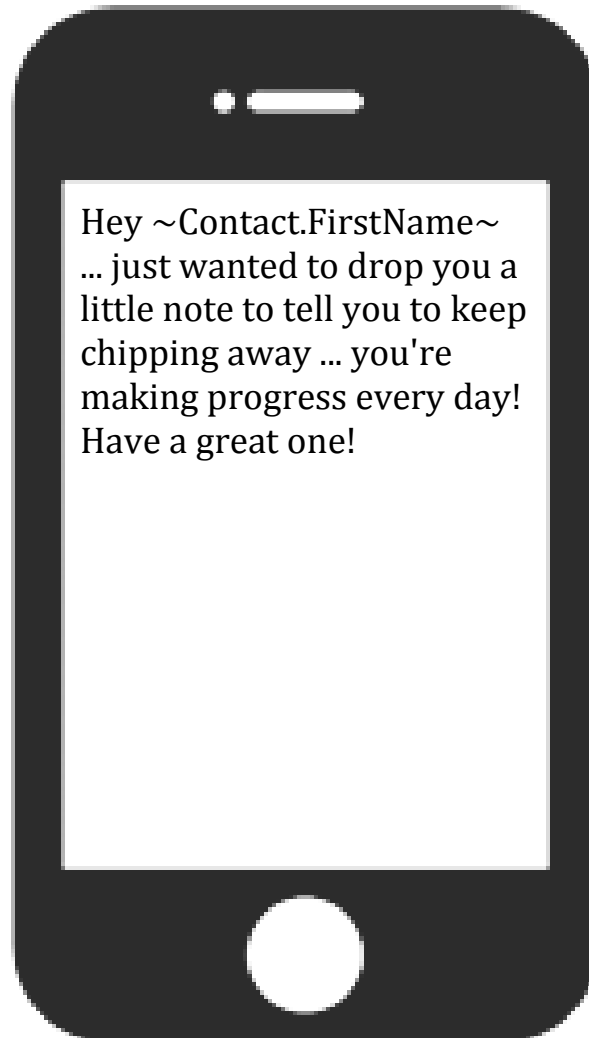 Hey ~Contact.FirstName~
... just wanted to drop you a
little note to tell you to keep
chipping away ... you're
making progress every day!
Have a great one!